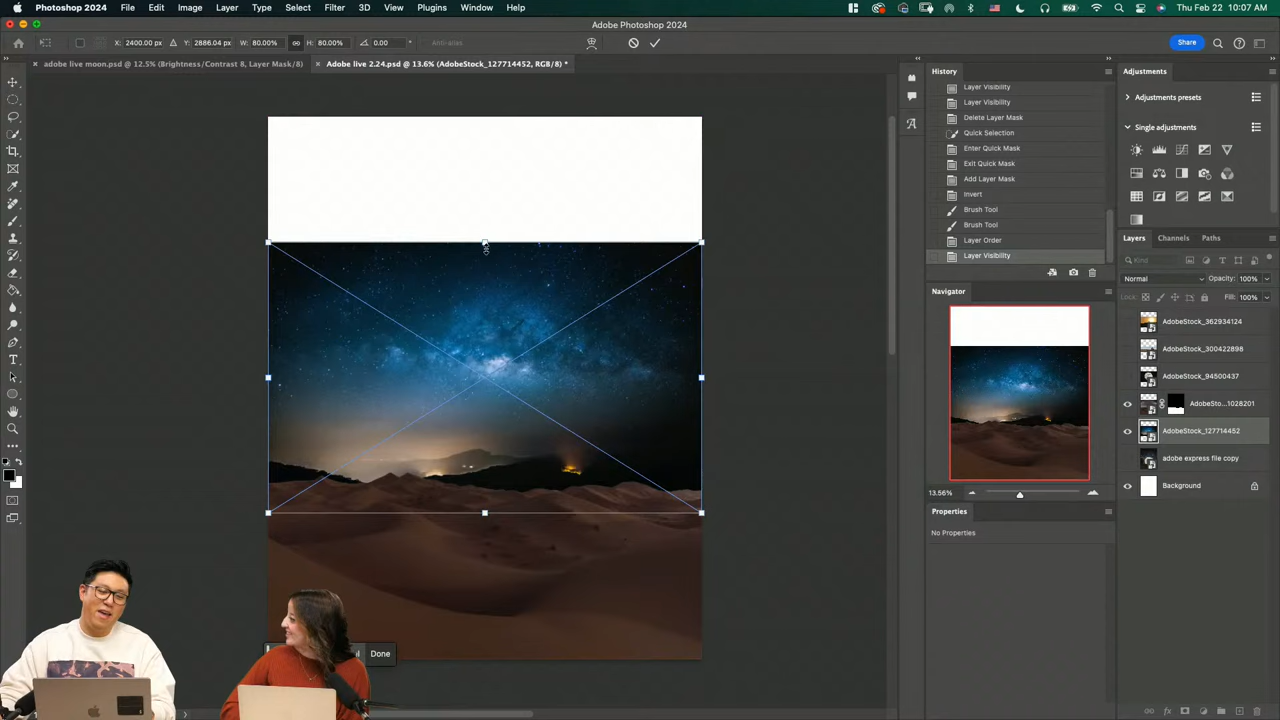 Photoshop 2024 File Edit Image Layer Type Select Filter 3D View Plugins Window Help Thu Feb 22 10:07 AM
Adobe Photoshop 2024
X: 2400.00 px Y: 2886.04 px W: 80.00% H: 80.00% 0.00 ° Anti-alias Share
× adobe live moon.psd @ 12.5% (Brightness/Contrast 8, Layer Mask/8) × Adobe live 2.24.psd @ 13.6% (AdobeStock_127714452, RGB/8) *
History
Layer Visibility
Layer Visibility
Delete Layer Mask
Quick Selection
Enter Quick Mask
Exit Quick Mask
Add Layer Mask
Invert
Brush Tool
Brush Tool
Layer Order
Layer Visibility
Navigator
13.56%
Properties
No Properties
Adjustments
Adjustments presets
Single adjustments
Layers Channels Paths
Kind
Normal Opacity: 100%
Lock: Fill: 100%
AdobeStock_362934124
AdobeStock_300422898
AdobeStock_94500437
AdobeSto...1028201
AdobeStock_127714452
adobe express file copy
Background
Done